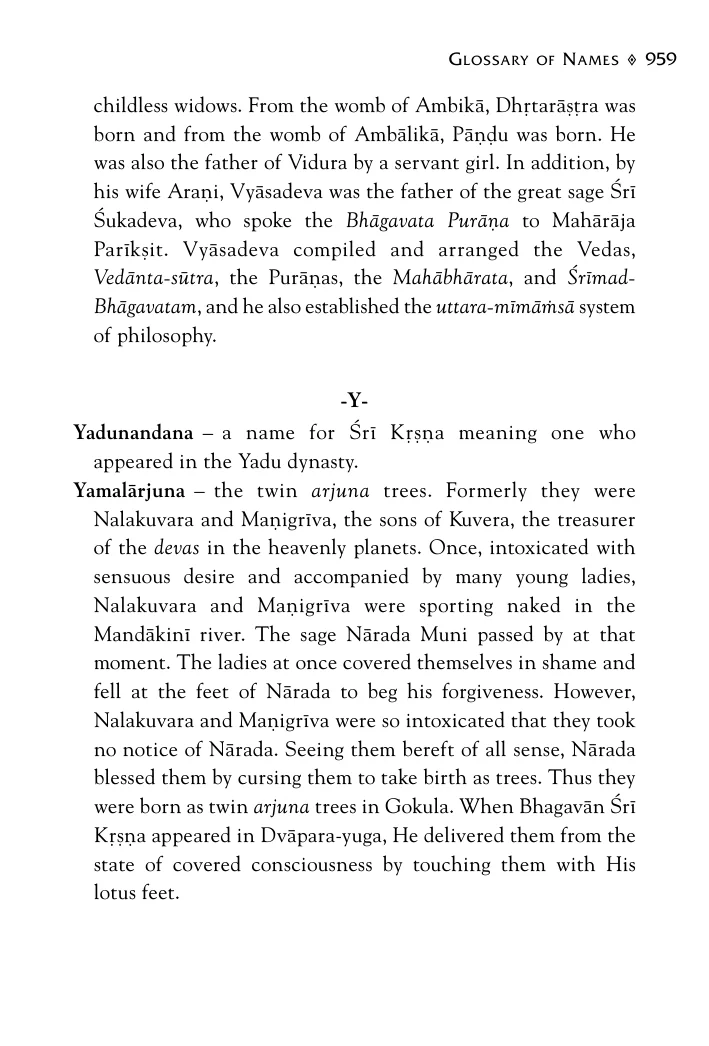 Glossary of Names ◊ 959
childless widows. From the womb of Ambikā, Dhṛtarāṣṭra was
born and from the womb of Ambālikā, Pāṇḍu was born. He
was also the father of Vidura by a servant girl. In addition, by
his wife Araṇi, Vyāsadeva was the father of the great sage Śrī
Śukadeva, who spoke the Bhāgavata Purāṇa to Mahārāja
Parīkṣit. Vyāsadeva compiled and arranged the Vedas,
Vedānta-sūtra, the Purāṇas, the Mahābhārata, and Śrīmad-
Bhāgavatam, and he also established the uttara-mīmāṁsā system
of philosophy.
-Y-
Yadunandana – a name for Śrī Kṛṣṇa meaning one who
appeared in the Yadu dynasty.
Yamalārjuna – the twin arjuna trees. Formerly they were
Nalakuvara and Maṇigrīva, the sons of Kuvera, the treasurer
of the devas in the heavenly planets. Once, intoxicated with
sensuous desire and accompanied by many young ladies,
Nalakuvara and Maṇigrīva were sporting naked in the
Mandākinī river. The sage Nārada Muni passed by at that
moment. The ladies at once covered themselves in shame and
fell at the feet of Nārada to beg his forgiveness. However,
Nalakuvara and Maṇigrīva were so intoxicated that they took
no notice of Nārada. Seeing them bereft of all sense, Nārada
blessed them by cursing them to take birth as trees. Thus they
were born as twin arjuna trees in Gokula. When Bhagavān Śrī
Kṛṣṇa appeared in Dvāpara-yuga, He delivered them from the
state of covered consciousness by touching them with His
lotus feet.